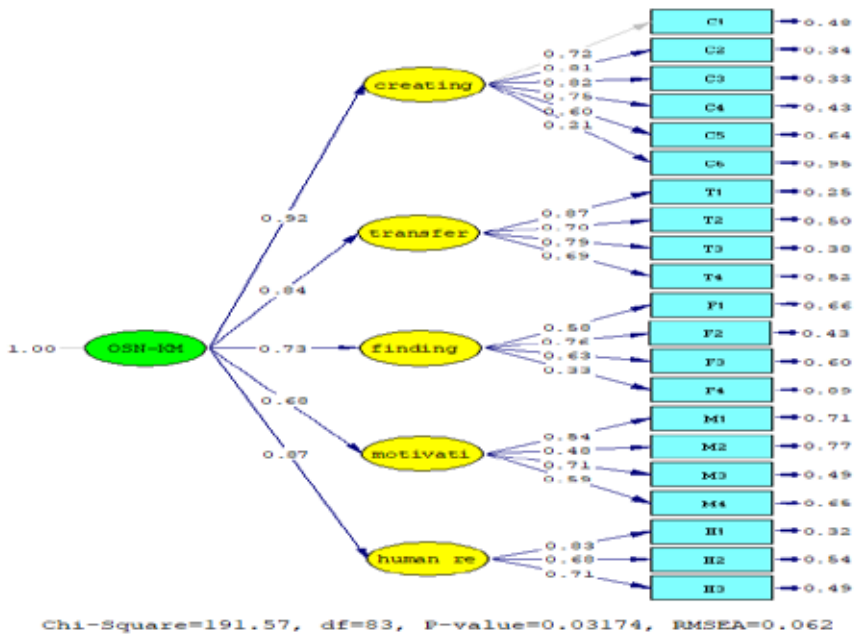 C1 0.48
0.72 C2 0.34
0.81
creating 0.82 C3 0.33
0.75 C4 0.43
0.60
0.21 C5 0.64
C6 0.95
T1 0.25
0.92
0.87 T2 0.50
transfer 0.70
0.79 T3 0.38
0.69
T4 0.52
0.84
F1 0.66
0.58 F2 0.43
1.00 OSN-KM 0.73 finding 0.76
0.63 F3 0.60
0.33
F4 0.89
0.68
M1 0.71
0.54
0.87 motivati 0.48 M2 0.77
0.71 M3 0.49
0.59
M4 0.65
H1 0.32
0.83
human re 0.68 H2 0.54
0.71
H3 0.49
Chi-Square=191.57, df=83, P-value=0.03174, RMSEA=0.062